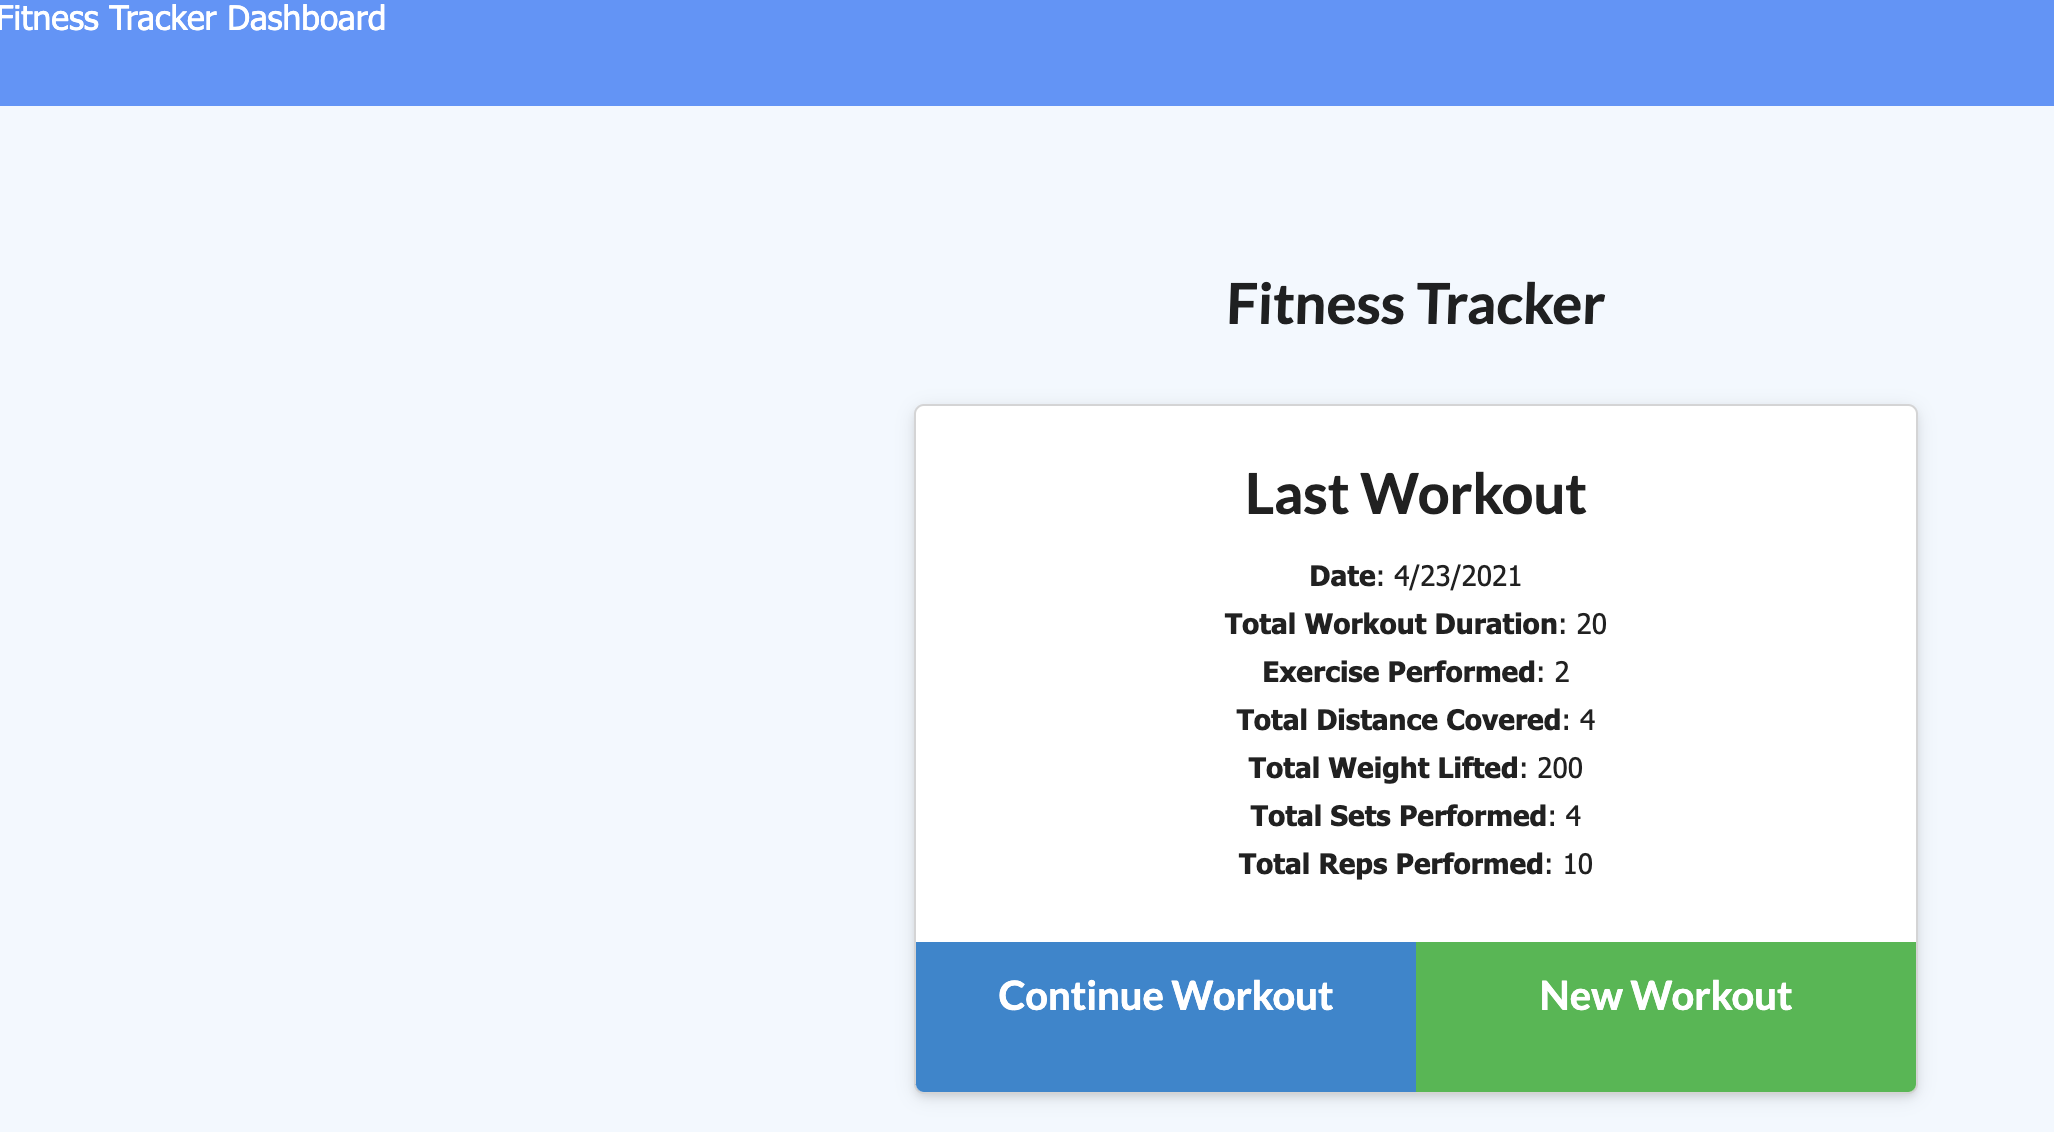 Fitness Tracker Dashboard
Fitness Tracker
Last Workout
Date: 4/23/2021
Total Workout Duration: 20
Exercise Performed: 2
Total Distance Covered: 4
Total Weight Lifted: 200
Total Sets Performed: 4
Total Reps Performed: 10
Continue Workout
New Workout